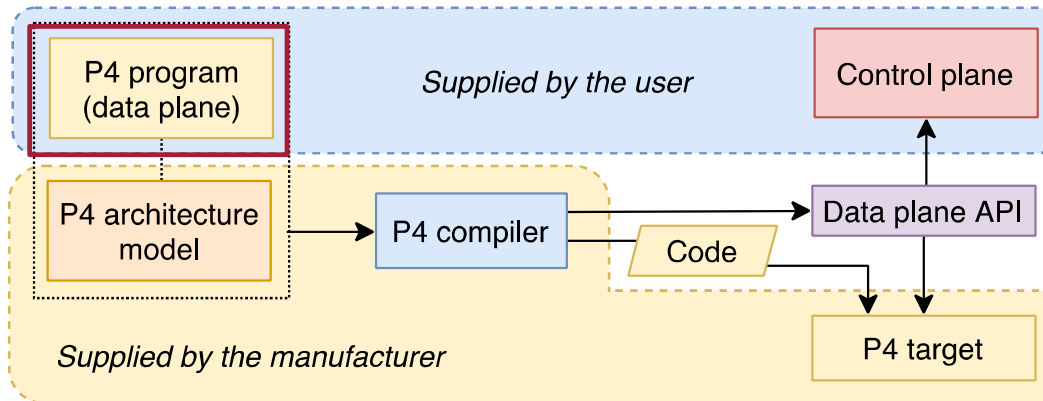 P4 program
(data plane)
Supplied by the user
Control plane
P4 architecture
model
P4 compiler
Data plane API
Code
P4 target
Supplied by the manufacturer